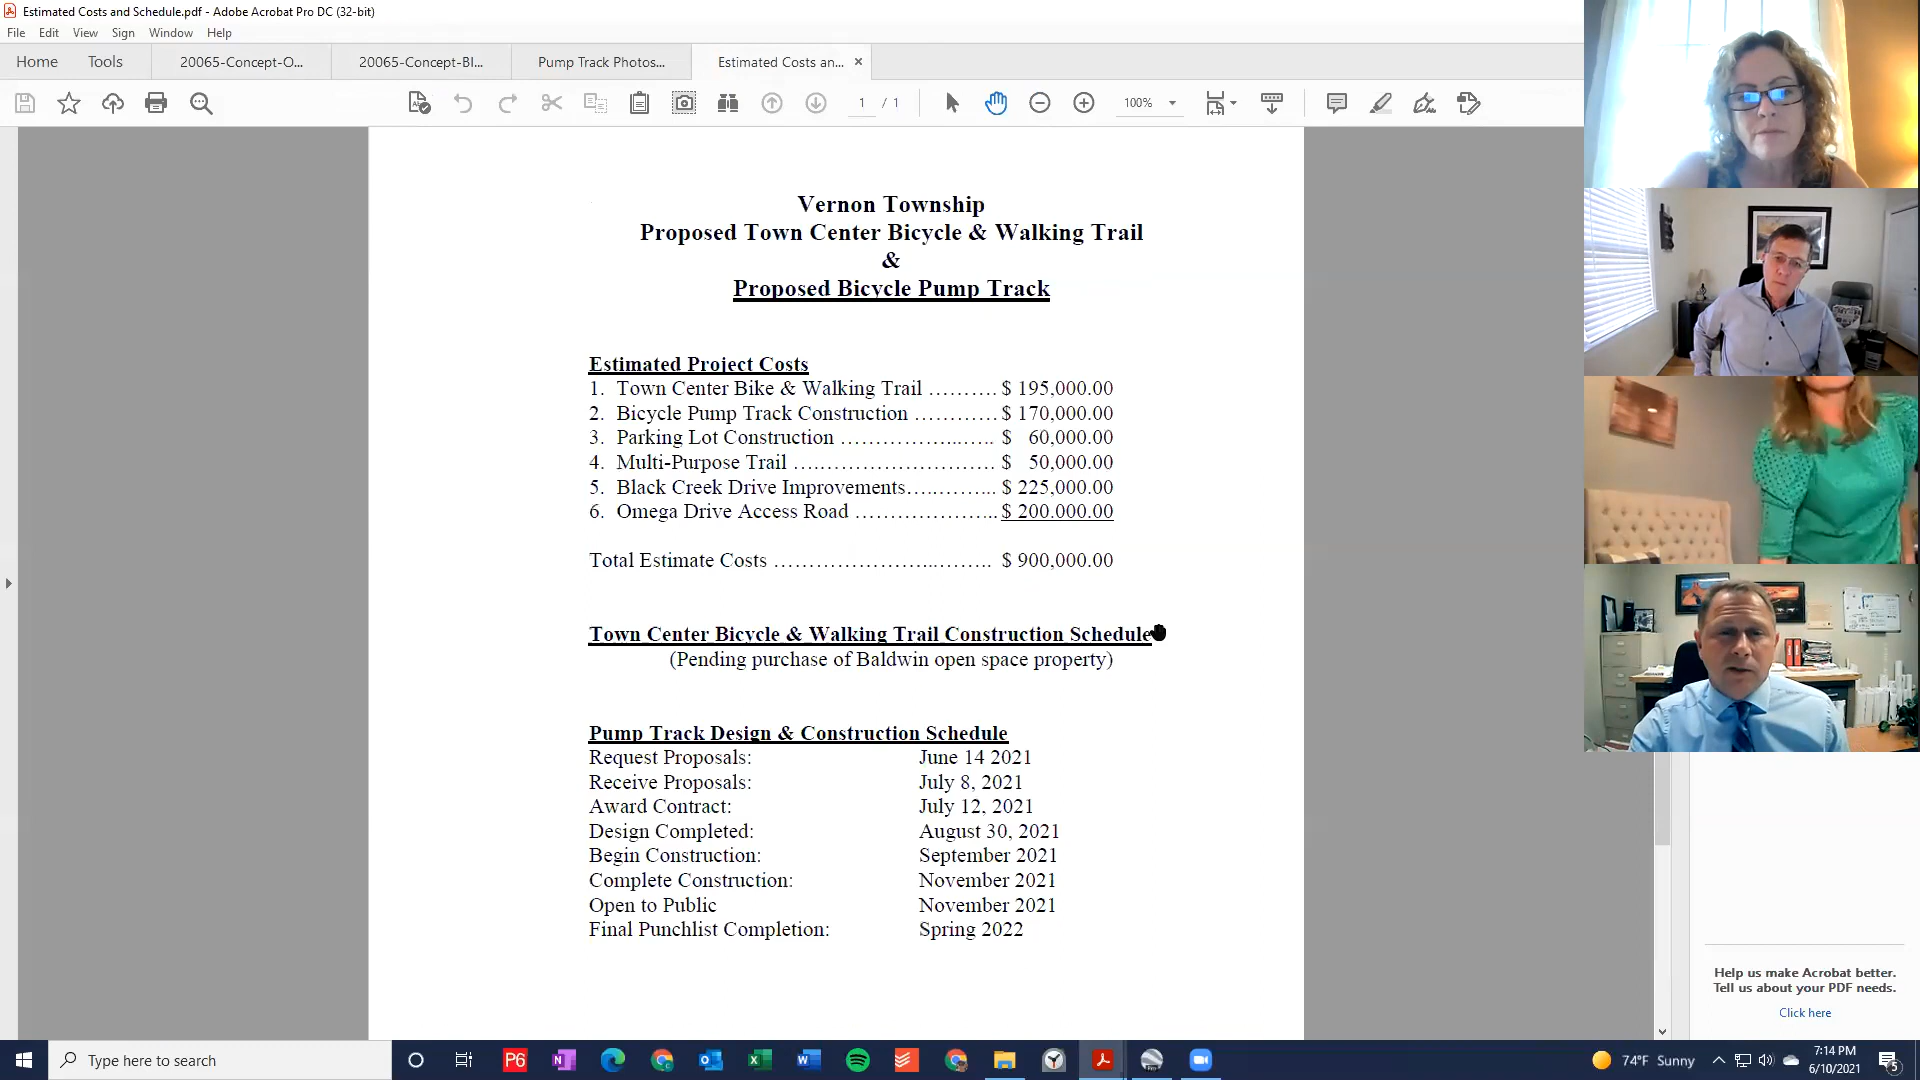 Estimated Costs and Schedule.pdf - Adobe Acrobat Pro DC (32-bit)
File Edit View Sign Window Help
Home Tools 20065-Concept-O... 20065-Concept-Bl... Pump Track Photos... Estimated Costs an... ×
1 / 1 100%
Vernon Township
Proposed Town Center Bicycle & Walking Trail
&
Proposed Bicycle Pump Track
Estimated Project Costs
1. Town Center Bike & Walking Trail ………. $ 195,000.00
2. Bicycle Pump Track Construction ………… $ 170,000.00
3. Parking Lot Construction ……………..…... $ 60,000.00
4. Multi-Purpose Trail ….……………………. $ 50,000.00
5. Black Creek Drive Improvements…..……... $ 225,000.00
6. Omega Drive Access Road ………………….. $ 200.000.00
Total Estimate Costs …………………..…….. $ 900,000.00
Town Center Bicycle & Walking Trail Construction Schedule
(Pending purchase of Baldwin open space property)
Pump Track Design & Construction Schedule
Request Proposals: June 14 2021
Receive Proposals: July 8, 2021
Award Contract: July 12, 2021
Design Completed: August 30, 2021
Begin Construction: September 2021
Complete Construction: November 2021
Open to Public November 2021
Final Punchlist Completion: Spring 2022
Help us make Acrobat better.
Tell us about your PDF needs.
Click here
Type here to search
P6
74°F Sunny
7:14 PM
6/10/2021
5